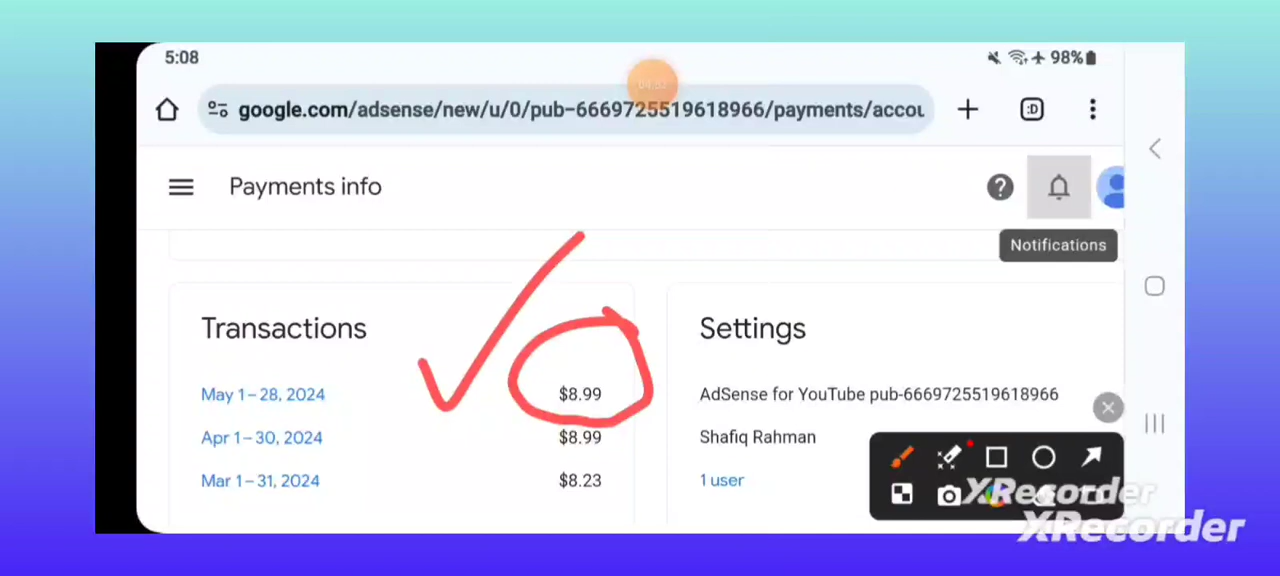 5:08
98%
04:52
google.com/adsense/new/u/0/pub-6669725519618966/payments/accou
Payments info
Notifications
Transactions
May 1 – 28, 2024 $8.99
Apr 1 – 30, 2024 $8.99
Mar 1 – 31, 2024 $8.23
Settings
AdSense for YouTube pub-6669725519618966
Shafiq Rahman
1 user
XRecorder
XRecorder